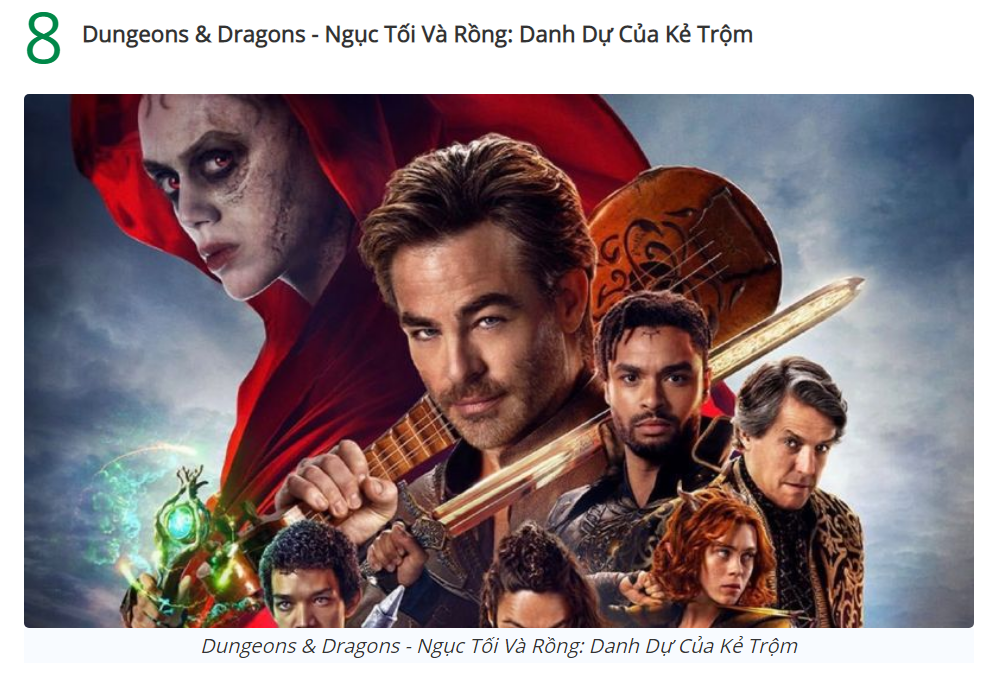 8
Dungeons & Dragons - Ngục Tối Và Rồng: Danh Dự Của Kẻ Trộm
Dungeons & Dragons - Ngục Tối Và Rồng: Danh Dự Của Kẻ Trộm